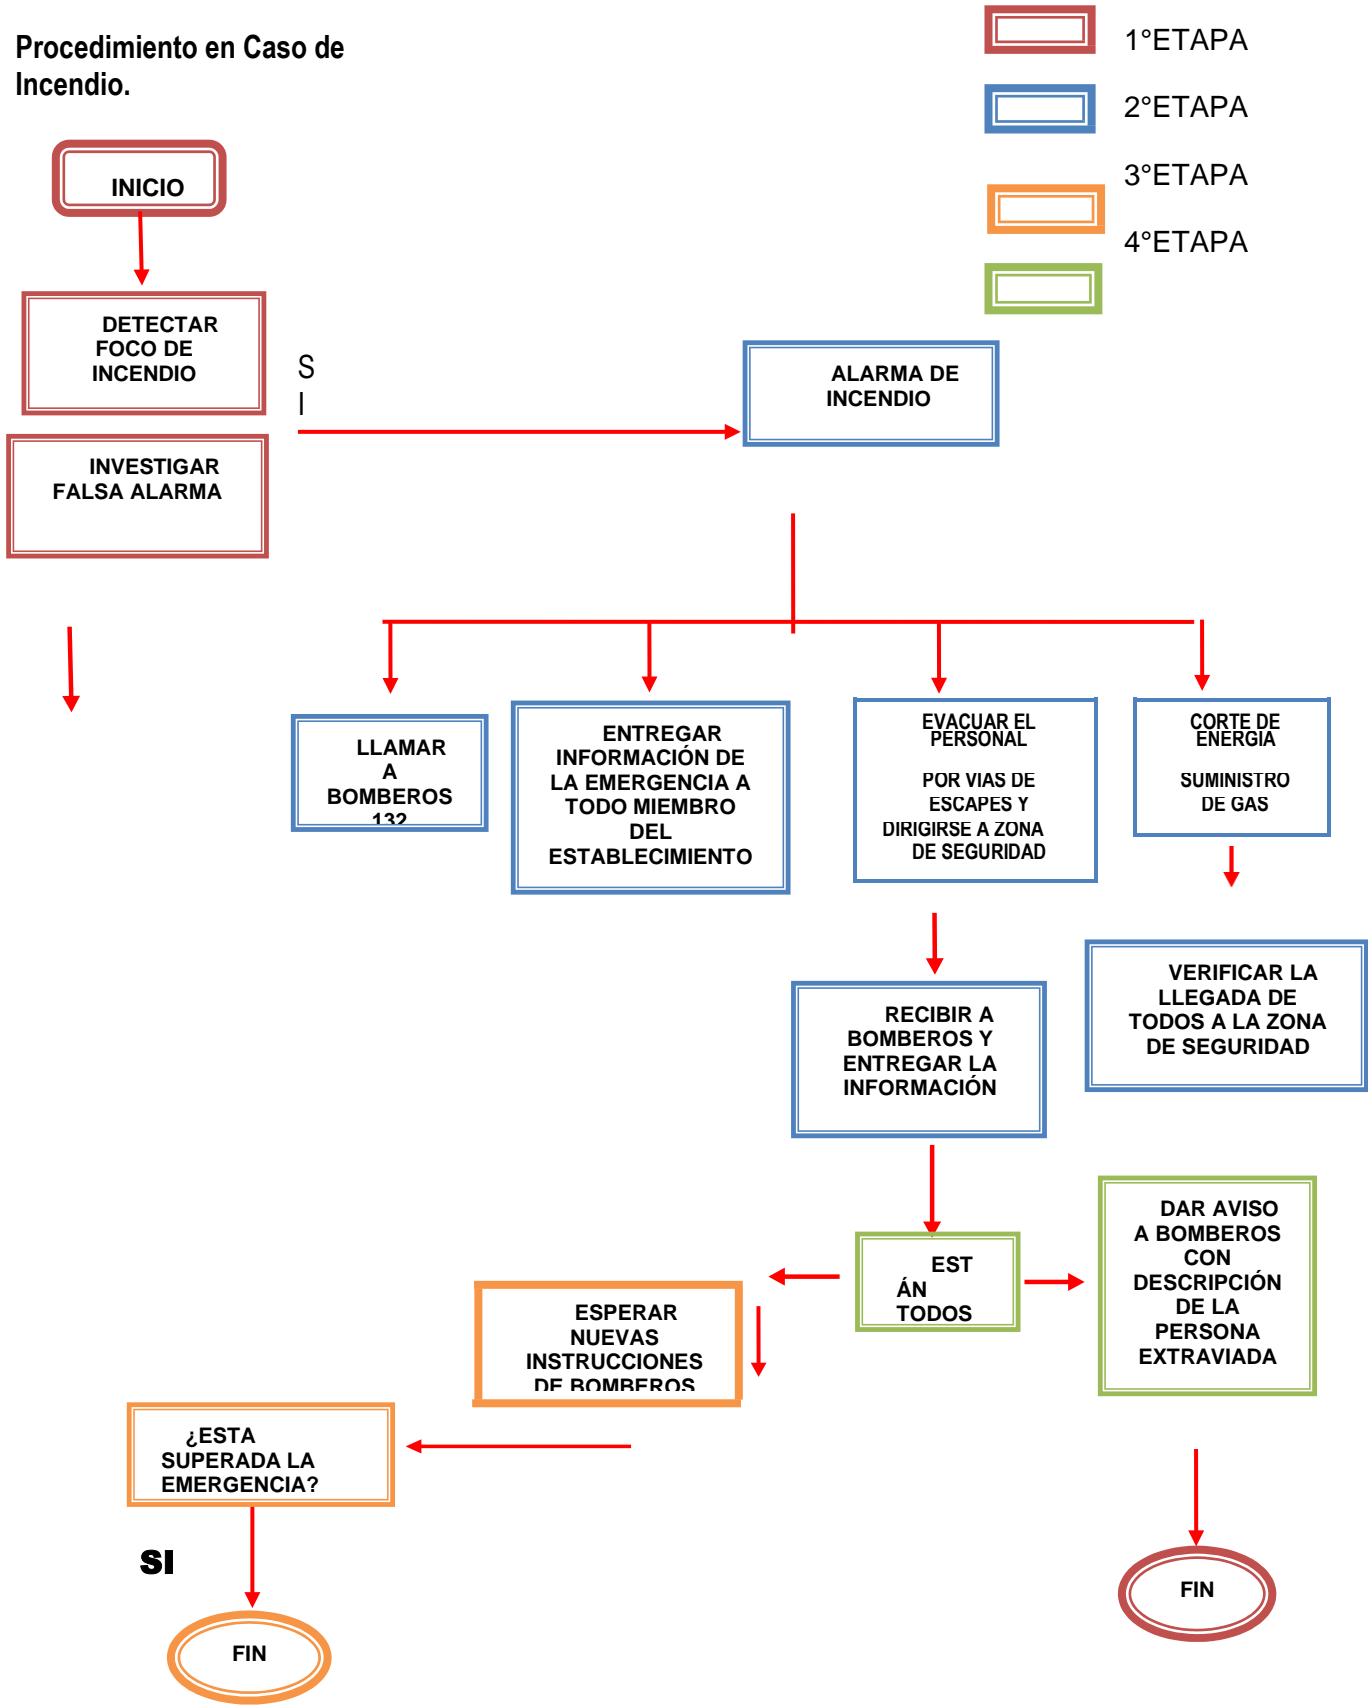 Procedimiento en Caso de
Incendio.
1°ETAPA
2°ETAPA
3°ETAPA
4°ETAPA
INICIO
DETECTAR
FOCO DE
INCENDIO
S
I
ALARMA DE
INCENDIO
INVESTIGAR
FALSA ALARMA
LLAMAR
A
BOMBEROS
132
ENTREGAR
INFORMACIÓN DE
LA EMERGENCIA A
TODO MIEMBRO
DEL
ESTABLECIMIENTO
EVACUAR EL
PERSONAL
POR VIAS DE
ESCAPES Y
DIRIGIRSE A ZONA
DE SEGURIDAD
CORTE DE
ENERGIA
SUMINISTRO
DE GAS
RECIBIR A
BOMBEROS Y
ENTREGAR LA
INFORMACIÓN
VERIFICAR LA
LLEGADA DE
TODOS A LA ZONA
DE SEGURIDAD
EST
ÁN
TODOS
DAR AVISO
A BOMBEROS
CON
DESCRIPCIÓN
DE LA
PERSONA
EXTRAVIADA
ESPERAR
NUEVAS
INSTRUCCIONES
DE BOMBEROS
¿ESTA
SUPERADA LA
EMERGENCIA?
SI
FIN
FIN